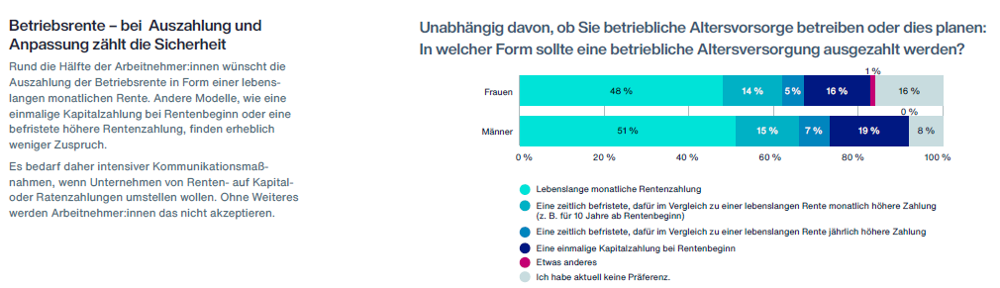 Betriebsrente – bei Auszahlung und
Anpassung zählt die Sicherheit
Rund die Hälfte der Arbeitnehmer:innen wünscht die
Auszahlung der Betriebsrente in Form einer lebens-
langen monatlichen Rente. Andere Modelle, wie eine
einmalige Kapitalzahlung bei Rentenbeginn oder eine
befristete höhere Rentenzahlung, finden erheblich
weniger Zuspruch.
Es bedarf daher intensiver Kommunikationsmaß-
nahmen, wenn Unternehmen von Renten- auf Kapital-
oder Ratenzahlungen umstellen wollen. Ohne Weiteres
werden Arbeitnehmer:innen das nicht akzeptieren.
Unabhängig davon, ob Sie betriebliche Altersvorsorge betreiben oder dies planen:
In welcher Form sollte eine betriebliche Altersversorgung ausgezahlt werden?
1 %
Frauen 48 % 14 % 5 % 16 % 16 %
0 %
Männer 51 % 15 % 7 % 19 % 8 %
0 % 20 % 40 % 60 % 80 % 100 %
Lebenslange monatliche Rentenzahlung
Eine zeitlich befristete, dafür im Vergleich zu einer lebenslangen Rente monatlich höhere Zahlung
(z. B. für 10 Jahre ab Rentenbeginn)
Eine zeitlich befristete, dafür im Vergleich zu einer lebenslangen Rente jährlich höhere Zahlung
Eine einmalige Kapitalzahlung bei Rentenbeginn
Etwas anderes
Ich habe aktuell keine Präferenz.